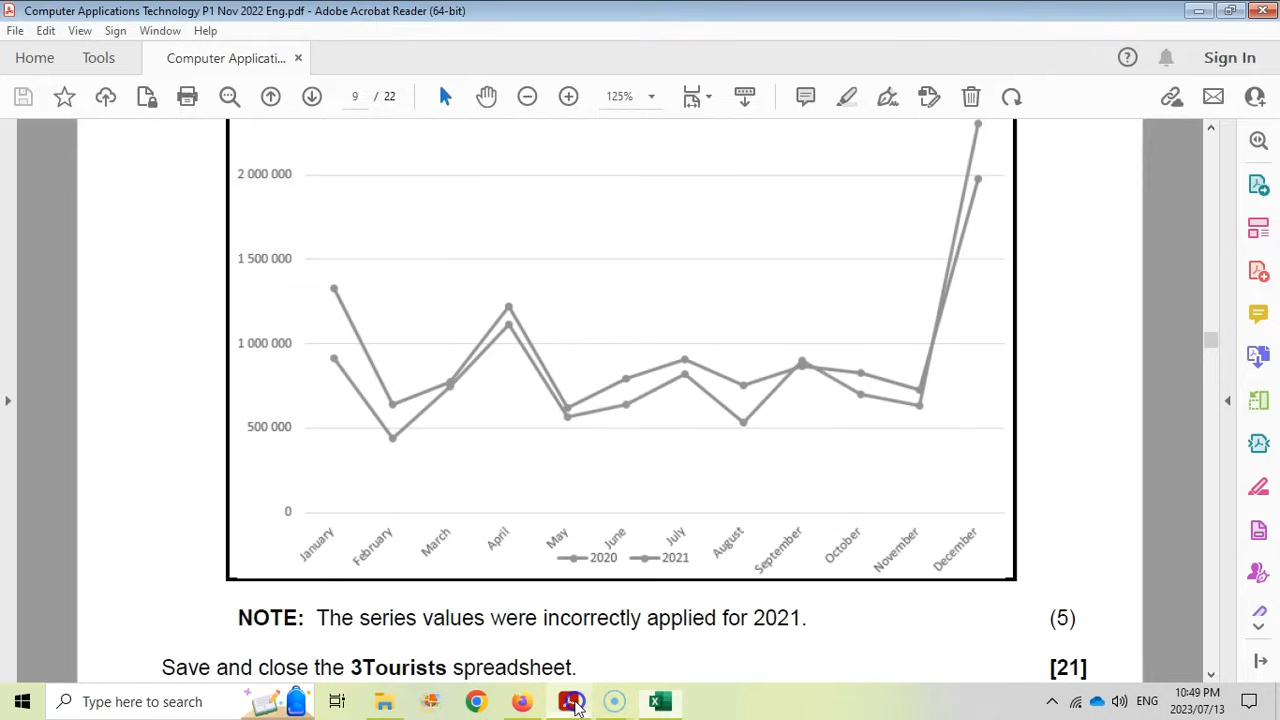 Computer Applications Technology P1 Nov 2022 Eng.pdf - Adobe Acrobat Reader (64-bit)
File Edit View Sign Window Help
Home Tools Computer Applicati... × Sign In
9 / 22 125%
2 000 000
1 500 000
1 000 000
500 000
0
January February March April May June July August September October November December
2020 2021
NOTE: The series values were incorrectly applied for 2021. (5)
Save and close the 3Tourists spreadsheet. [21]
Type here to search
ENG
10:49 PM
2023/07/13